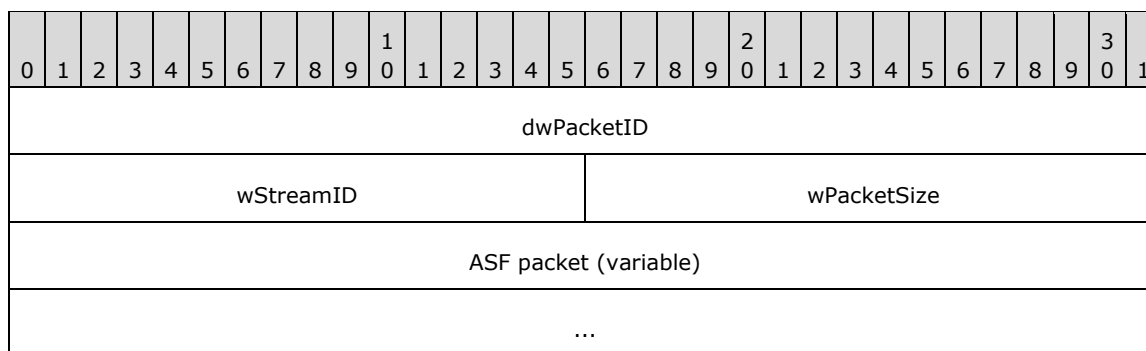 1 2 3
0 1 2 3 4 5 6 7 8 9 0 1 2 3 4 5 6 7 8 9 0 1 2 3 4 5 6 7 8 9 0 1
dwPacketID
wStreamID wPacketSize
ASF packet (variable)
...